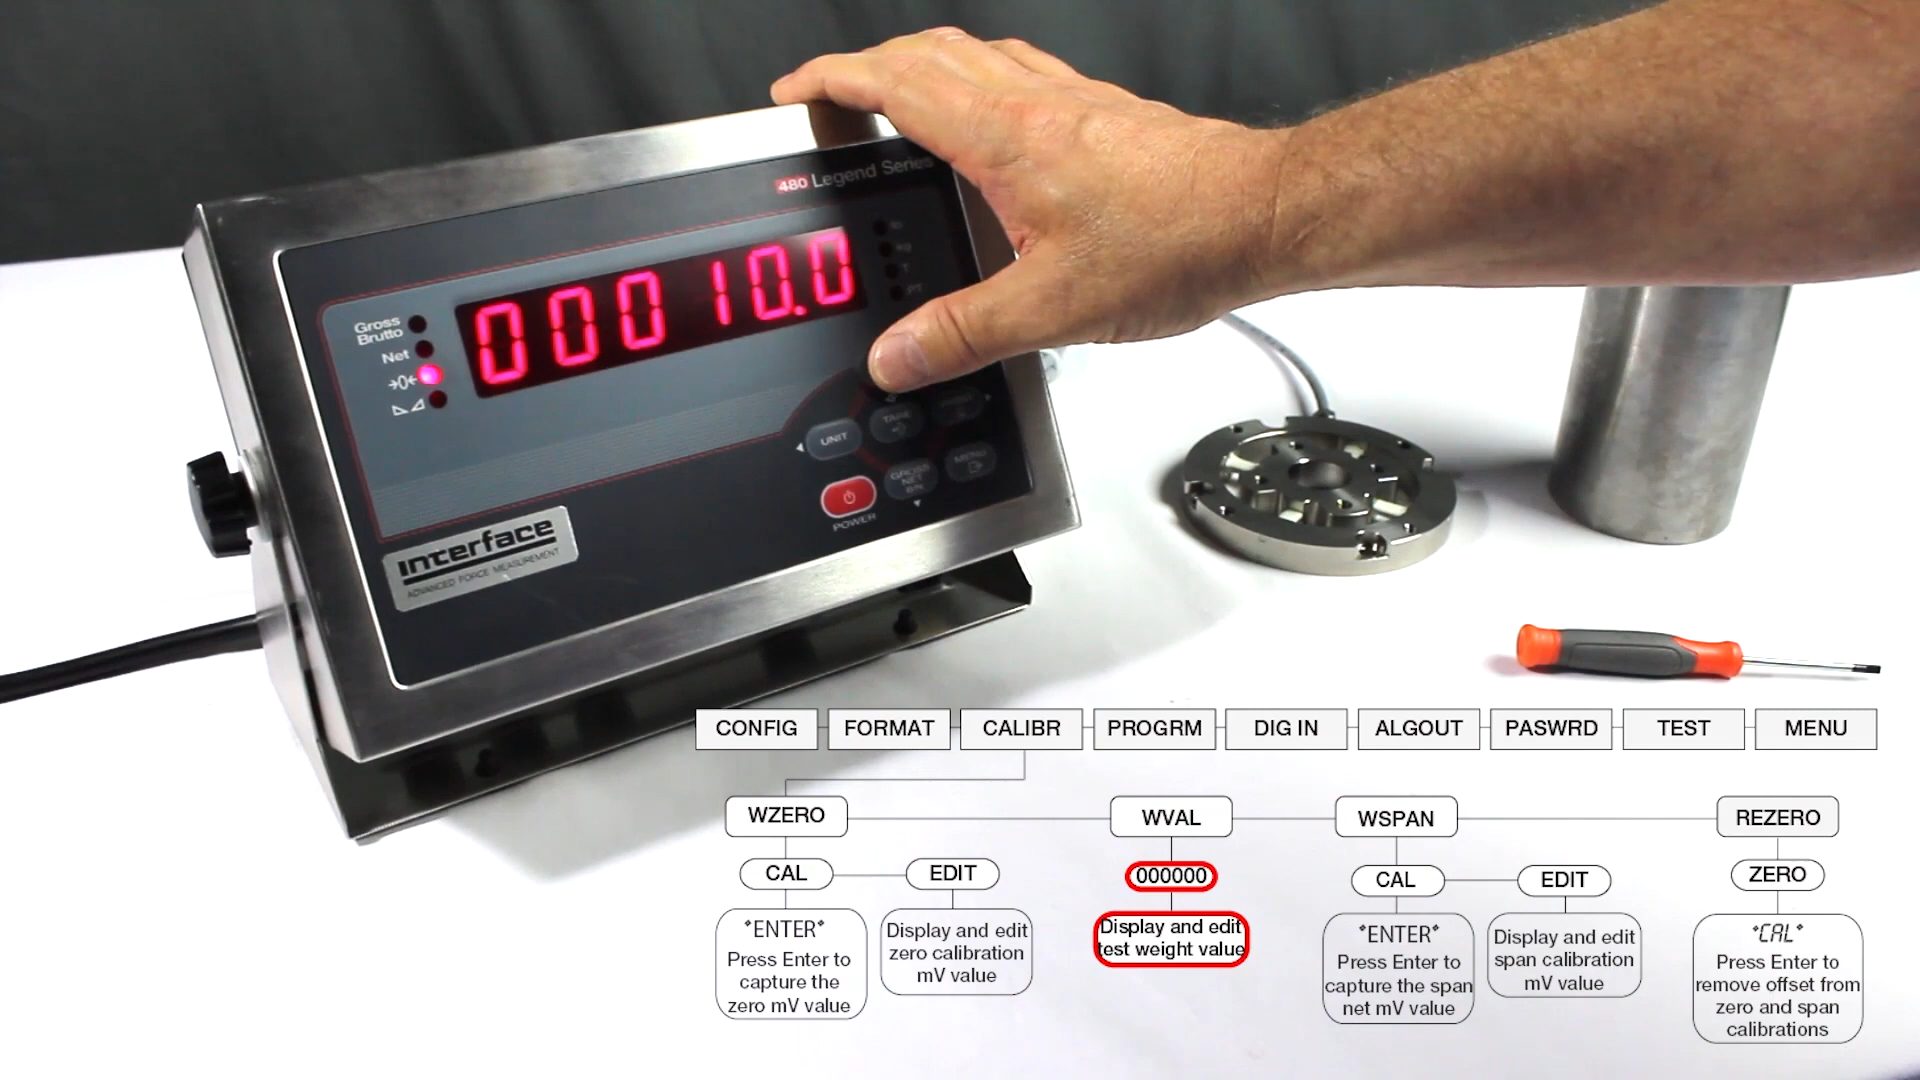 480 Legend Series
00010.0
Gross
Brutto
Net
→0←
UNIT
TARE
GROSS
NET
B/N
MENU
POWER
interface
ADVANCED FORCE MEASUREMENT
CONFIG FORMAT CALIBR PROGRM DIG IN ALGOUT PASWRD TEST MENU
WZERO WVAL WSPAN REZERO
CAL EDIT 000000 CAL EDIT ZERO
*ENTER*
Press Enter to
capture the
zero mV value
Display and edit
zero calibration
mV value
Display and edit
test weight value
*ENTER*
Press Enter to
capture the span
net mV value
Display and edit
span calibration
mV value
*CAL*
Press Enter to
remove offset from
zero and span
calibrations